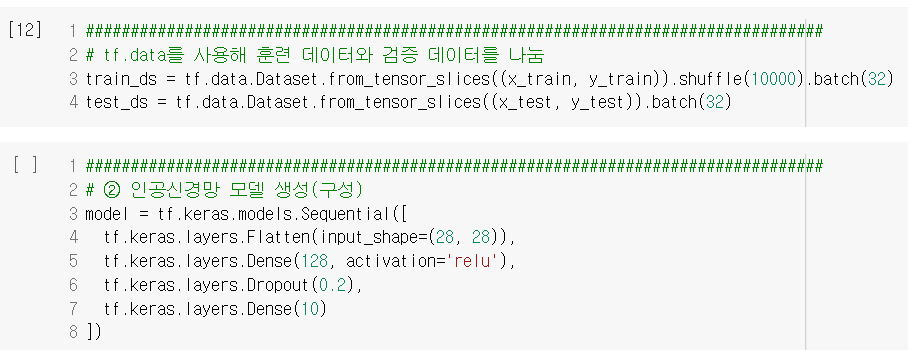 [12]
1 ##################################################################################
2 # tf.data를 사용해 훈련 데이터와 검증 데이터를 나눔
3 train_ds = tf.data.Dataset.from_tensor_slices((x_train, y_train)).shuffle(10000).batch(32)
4 test_ds = tf.data.Dataset.from_tensor_slices((x_test, y_test)).batch(32)
[ ]
1 ##################################################################################
2 # ② 인공신경망 모델 생성(구성)
3 model = tf.keras.models.Sequential([
4   tf.keras.layers.Flatten(input_shape=(28, 28)),
5   tf.keras.layers.Dense(128, activation='relu'),
6   tf.keras.layers.Dropout(0.2),
7   tf.keras.layers.Dense(10)
8 ])